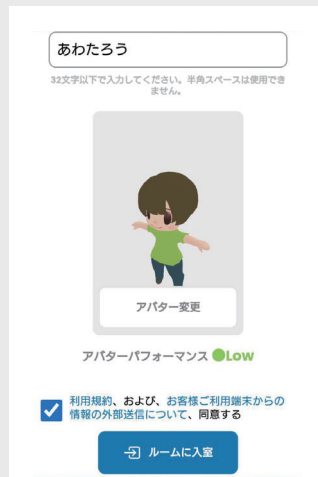 あわたろう
32文字以下で入力してください。半角スペースは使用でき
ません。
アバター変更
アバターパフォーマンス Low
利用規約、および、お客様ご利用端末からの
情報の外部送信について、同意する
ルームに入室